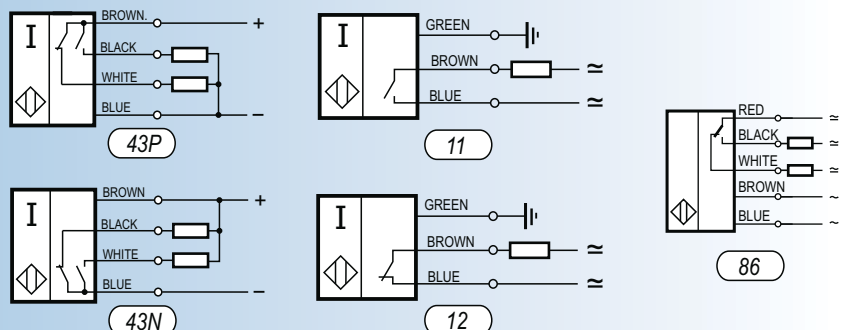 I
BROWN.
+
BLACK
WHITE
BLUE
−
43P
I
GREEN
BROWN
≃
BLUE
≃
11
RED
≃
BLACK
≃
WHITE
≃
BROWN
~
BLUE
~
86
I
BROWN
+
BLACK
WHITE
BLUE
−
43N
I
GREEN
BROWN
≃
BLUE
≃
12